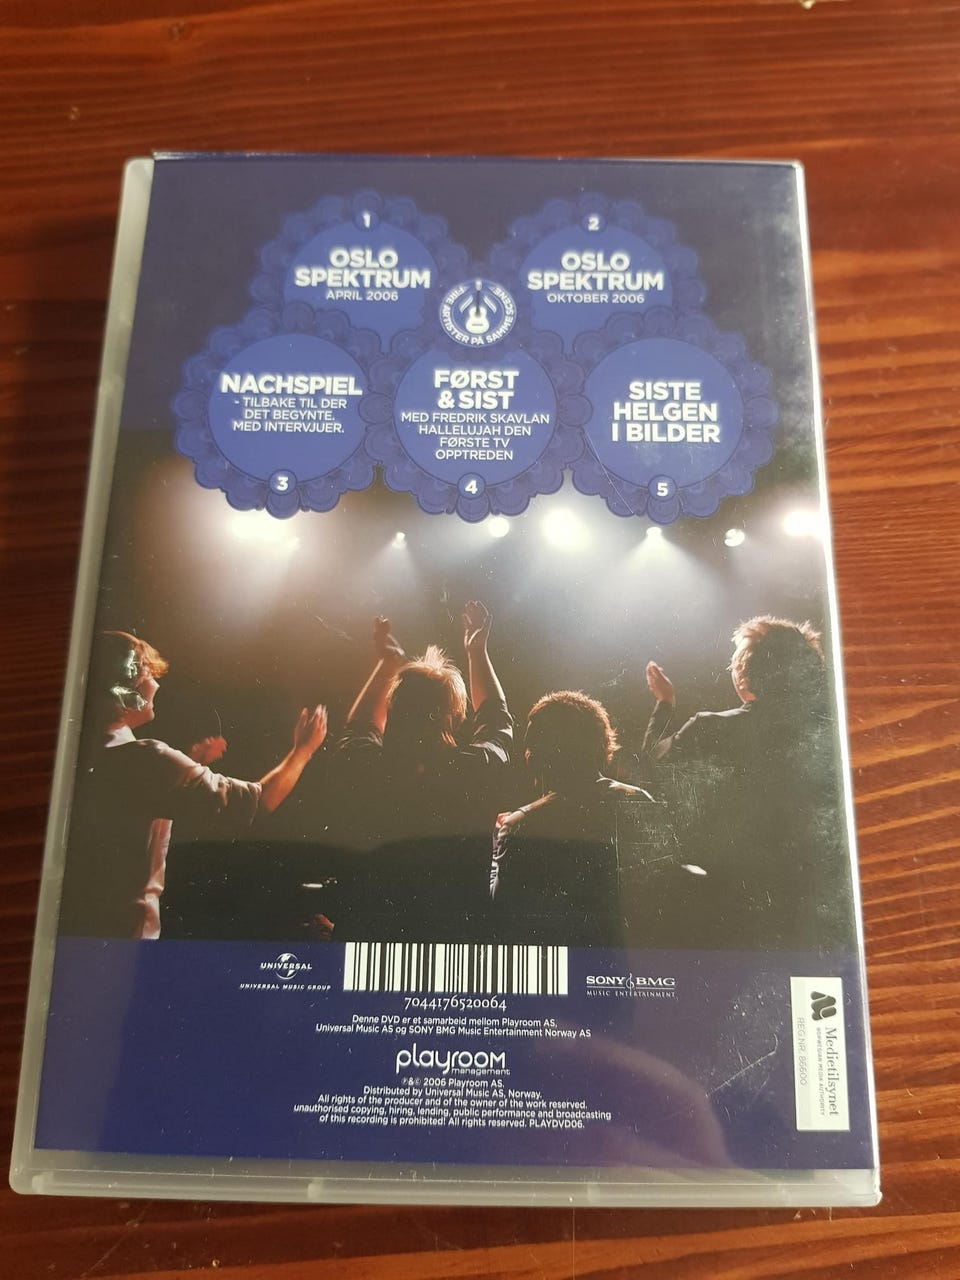 1
OSLO
SPEKTRUM
APRIL 2006
2
OSLO
SPEKTRUM
OKTOBER 2006
FIRE ARTISTER PÅ SAMME SCENE
NACHSPIEL
- TILBAKE TIL DER
DET BEGYNTE.
MED INTERVJUER.
3
FØRST
& SIST
MED FREDRIK SKAVLAN
HALLELUJAH DEN
FØRSTE TV
OPPTREDEN
4
SISTE
HELGEN
I BILDER
5
UNIVERSAL
UNIVERSAL MUSIC GROUP
7044176520064
SONY BMG
MUSIC ENTERTAINMENT
Denne DVD er et samarbeid mellom Playroom AS,
Universal Music AS og SONY BMG Music Entertainment Norway AS
playroom
management
℗&© 2006 Playroom AS.
Distributed by Universal Music AS, Norway.
All rights of the producer and of the owner of the work reserved.
unauthorised copying, hiring, lending, public performance and broadcasting
of this recording is prohibited! All rights reserved. PLAYDVD06.
Medietilsynet
NORWEGIAN MEDIA AUTHORITY
REG.NR. 86600